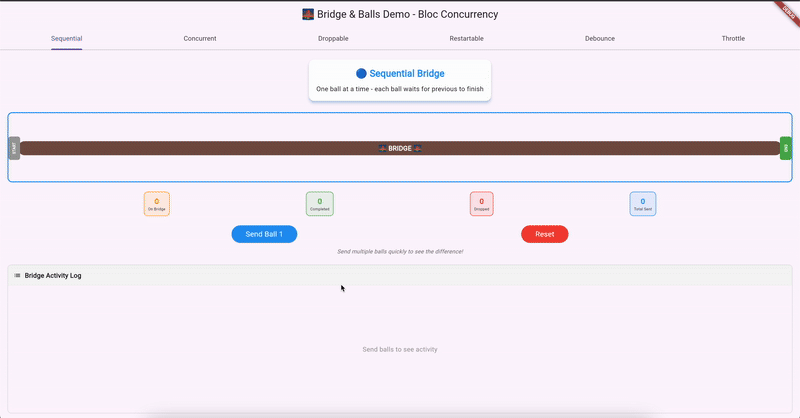 🌉 Bridge & Balls Demo - Bloc Concurrency
DEBUG
Sequential
Concurrent
Droppable
Restartable
Debounce
Throttle
🔵 Sequential Bridge
One ball at a time - each ball waits for previous to finish
START
🌉 BRIDGE 🌉
END
0
On Bridge
0
Completed
0
Dropped
0
Total Sent
Send Ball 1
Reset
Send multiple balls quickly to see the difference!
Bridge Activity Log
Send balls to see activity